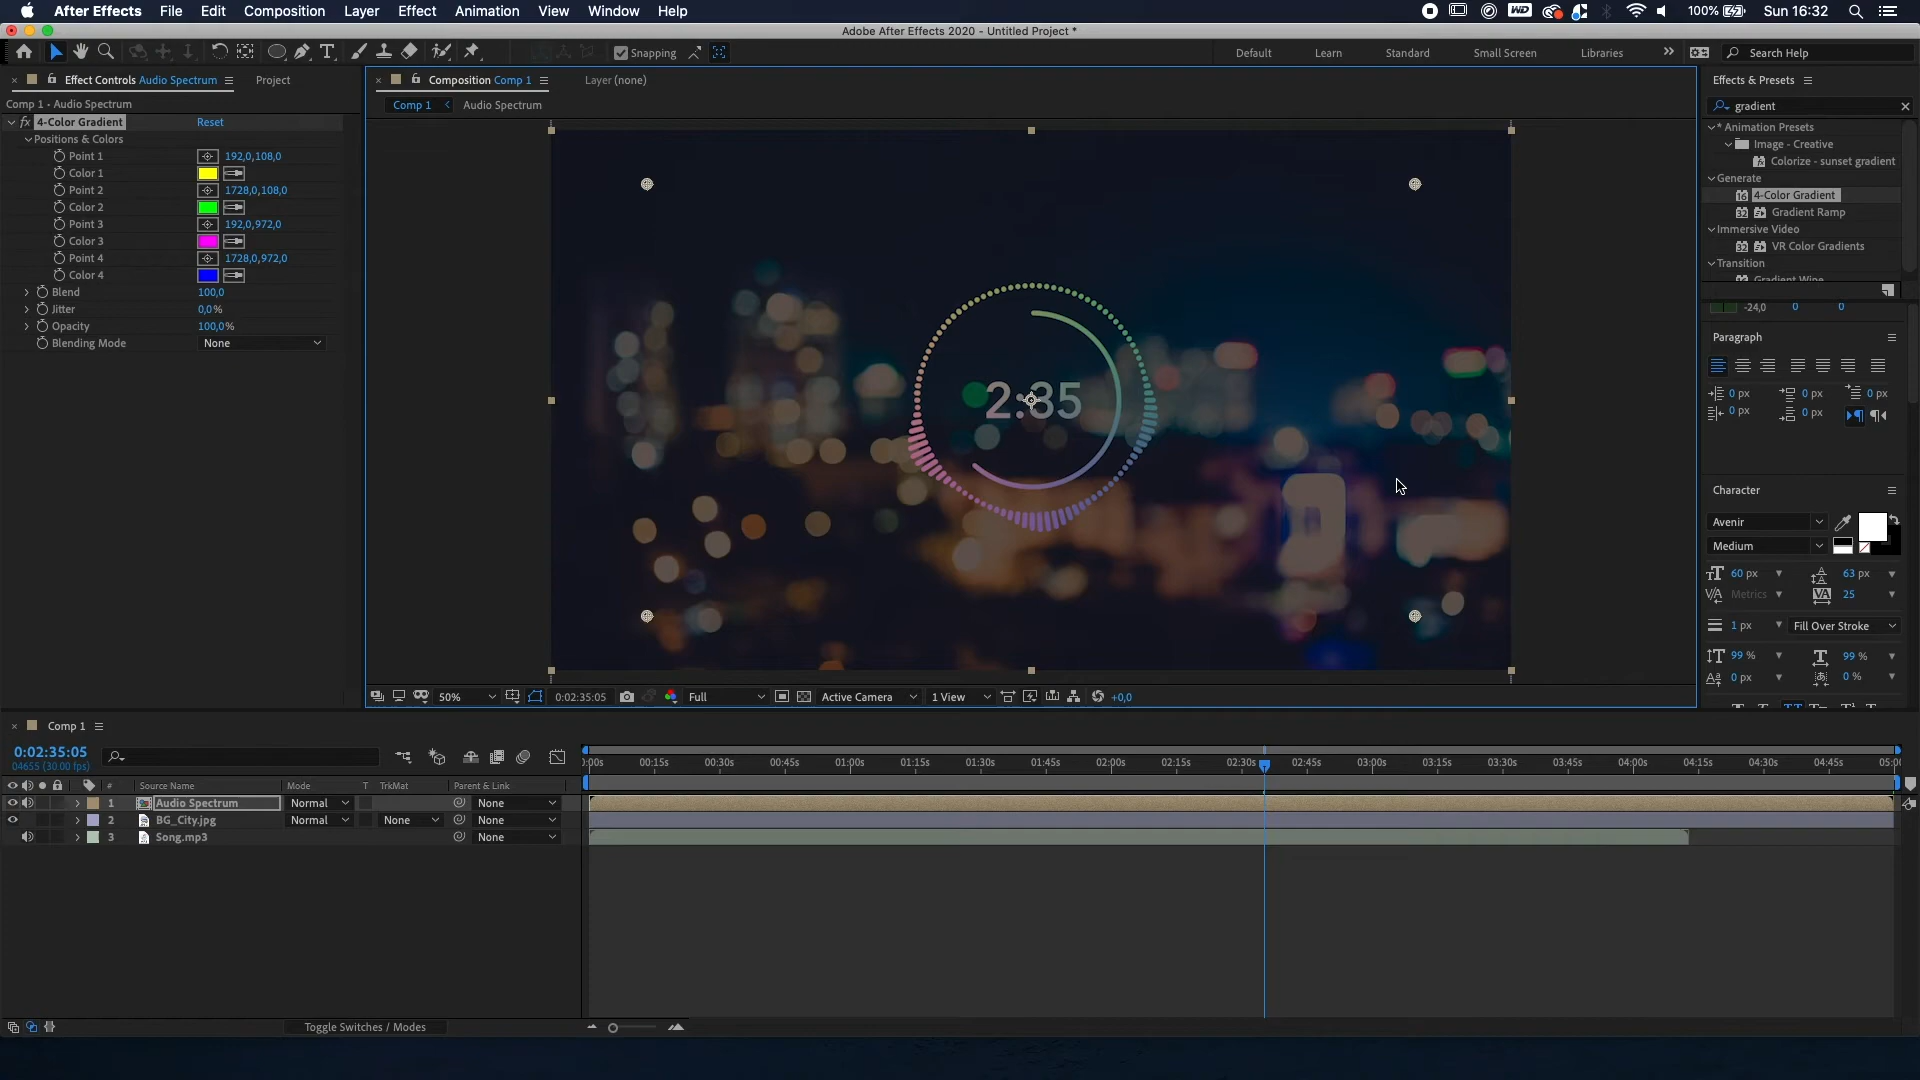 After Effects File Edit Composition Layer Effect Animation View Window Help
100% Sun 16:32
Adobe After Effects 2020 - Untitled Project *
Snapping
Default Learn Standard Small Screen Libraries Search Help
Effect Controls Audio Spectrum Project
Composition Comp 1 Layer (none)
Effects & Presets
Comp 1 - Audio Spectrum
Comp 1 Audio Spectrum
gradient
4-Color Gradient Reset
Positions & Colors
Point 1 192,0,108,0
Color 1
Point 2 1728,0,108,0
Color 2
Point 3 192,0,972,0
Color 3
Point 4 1728,0,972,0
Color 4
Blend 100,0
Jitter 0,0%
Opacity 100,0%
Blending Mode None
2:35
* Animation Presets
Image - Creative
Colorize - sunset gradient
Generate
16 4-Color Gradient
32 Gradient Ramp
Immersive Video
32 VR Color Gradients
Transition
Gradient Wipe
-24,0 0 0
Paragraph
0 px 0 px 0 px
0 px 0 px
Character
Avenir
Medium
60 px 63 px
Metrics 25
1 px Fill Over Stroke
99 % 99 %
0 px 0 %
50% 0:02:35:05 Full Active Camera 1 View +0,0
Comp 1
0:02:35:05
04655 (30.00 fps)
:00s 00:15s 00:30s 00:45s 01:00s 01:15s 01:30s 01:45s 02:00s 02:15s 02:30s 02:45s 03:00s 03:15s 03:30s 03:45s 04:00s 04:15s 04:30s 04:45s 05:00
# Source Name Mode T TrkMat Parent & Link
1 Audio Spectrum Normal None
2 BG_City.jpg Normal None None
3 Song.mp3 None
Toggle Switches / Modes